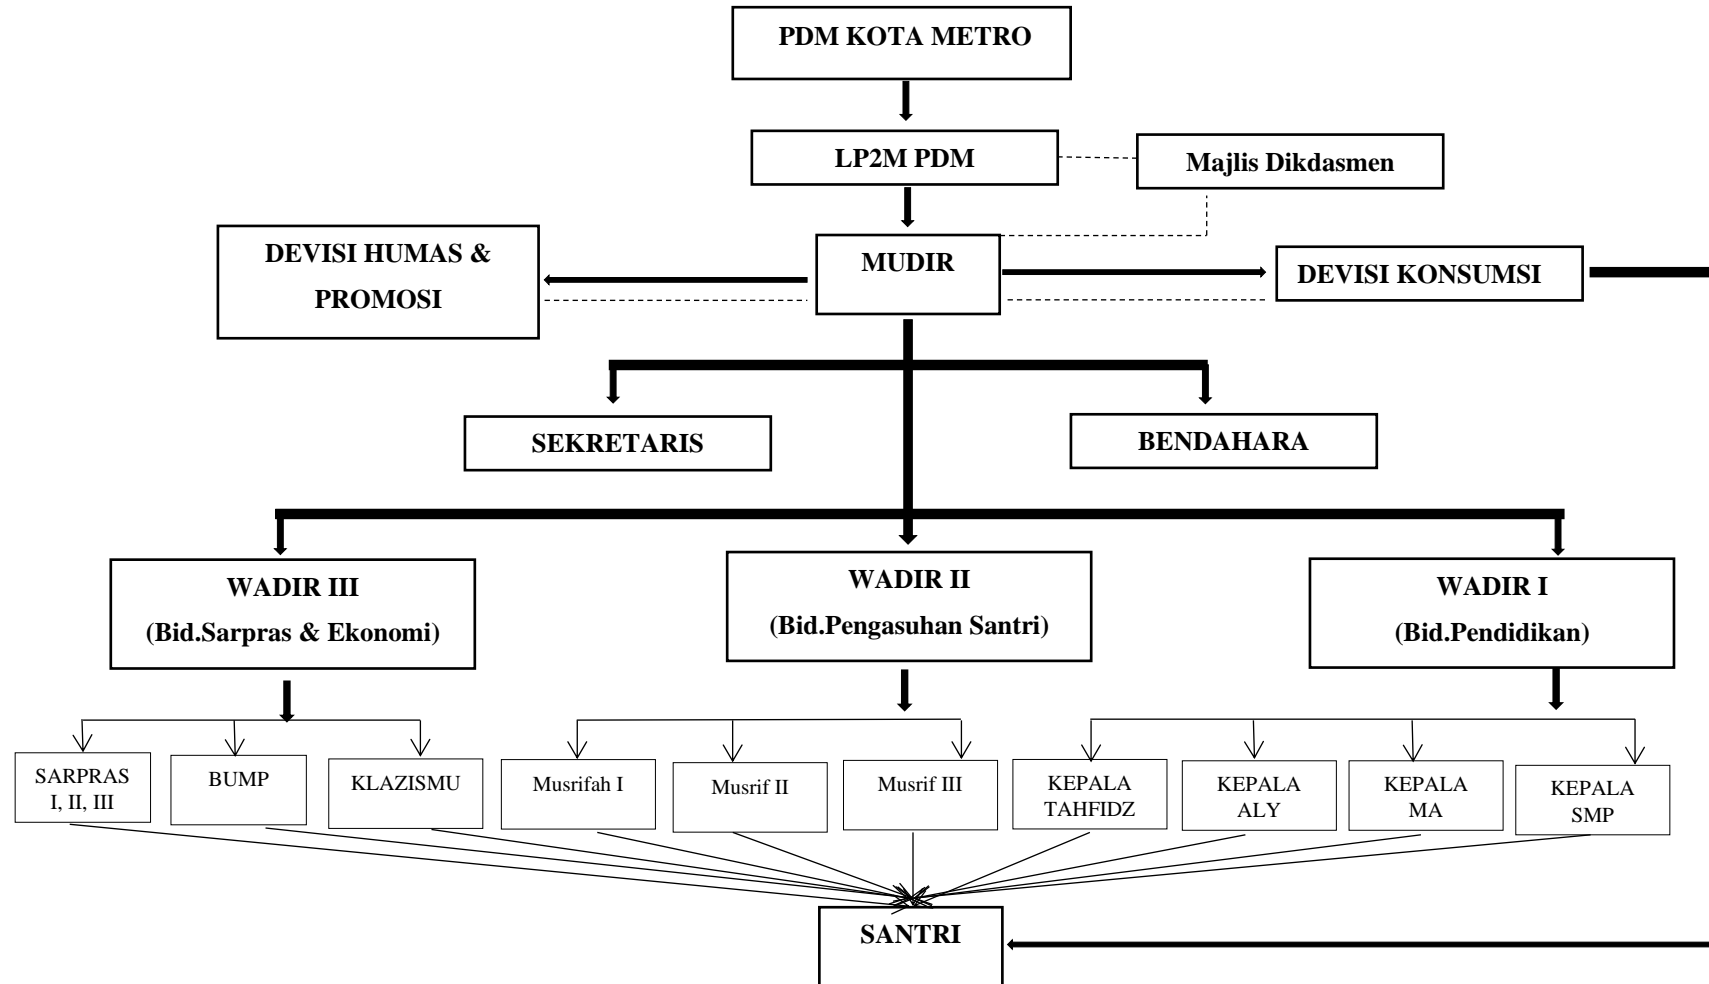 PDM KOTA METRO
LP2M PDM
Majlis Dikdasmen
DEVISI HUMAS &
PROMOSI
MUDIR
DEVISI KONSUMSI
SEKRETARIS
BENDAHARA
WADIR III
(Bid.Sarpras & Ekonomi)
WADIR II
(Bid.Pengasuhan Santri)
WADIR I
(Bid.Pendidikan)
SARPRAS
I, II, III
BUMP
KLAZISMU
Musrifah I
Musrif II
Musrif III
KEPALA
TAHFIDZ
KEPALA
ALY
KEPALA
MA
KEPALA
SMP
SANTRI